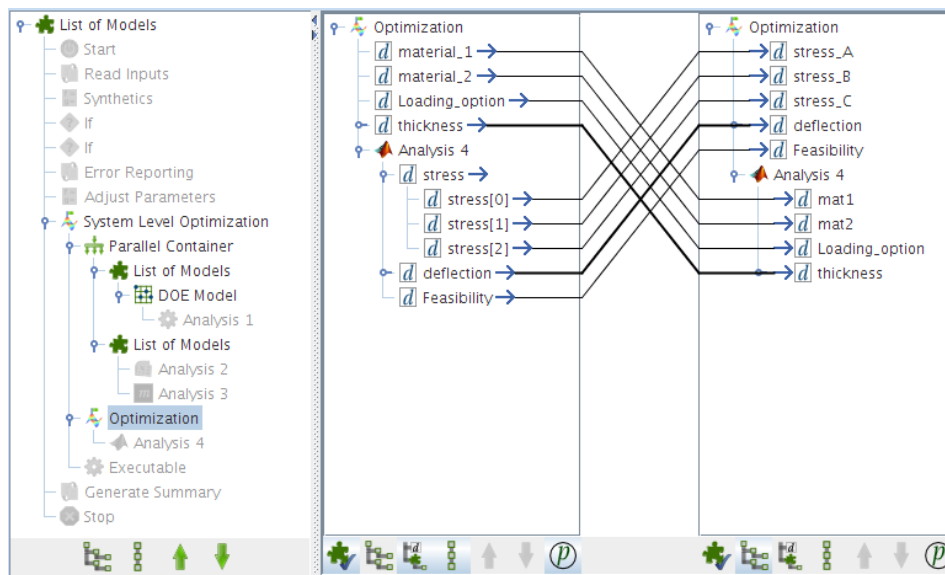 List of Models
Start
Read Inputs
Synthetics
If
If
Error Reporting
Adjust Parameters
System Level Optimization
Parallel Container
List of Models
DOE Model
Analysis 1
List of Models
Analysis 2
m Analysis 3
Optimization
Analysis 4
Executable
Generate Summary
Stop
Optimization
d material_1
d material_2
d Loading_option
d thickness
Analysis 4
d stress
d stress[0]
d stress[1]
d stress[2]
d deflection
d Feasibility
d
p
Optimization
d stress_A
d stress_B
d stress_C
d deflection
d Feasibility
Analysis 4
d mat1
d mat2
d Loading_option
d thickness
d
p